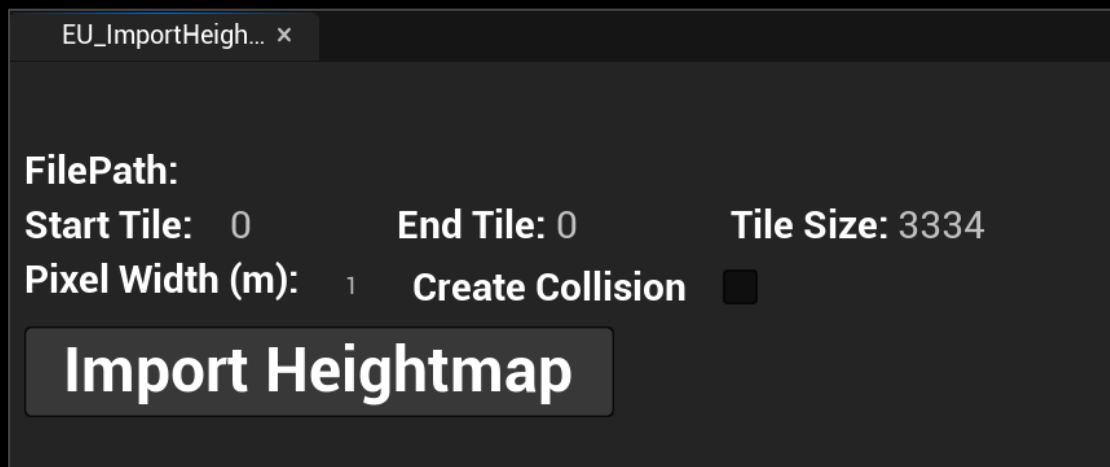 EU_ImportHeigh... ×
FilePath:
Start Tile: 0 End Tile: 0 Tile Size: 3334
Pixel Width (m): 1 Create Collision
Import Heightmap